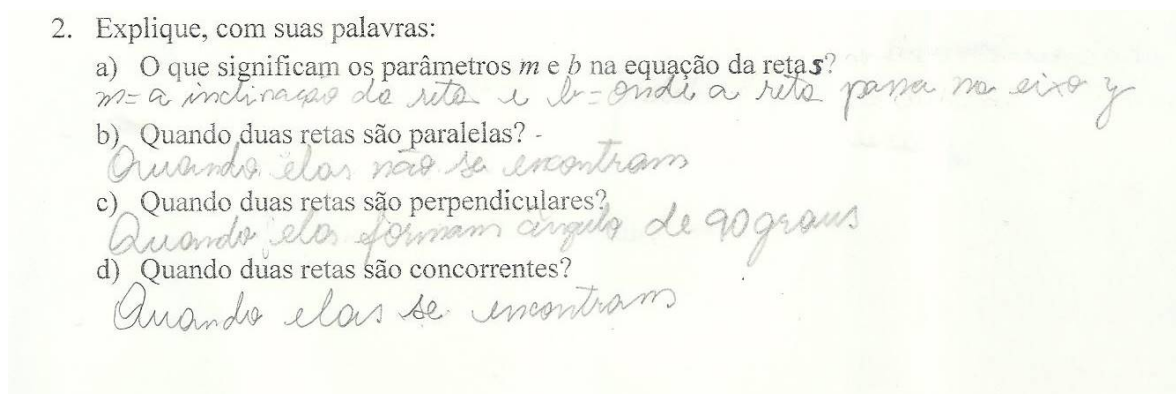 2. Explique, com suas palavras:
a) O que significam os parâmetros m e b na equação da reta s?
m= a inclinação da reta e b= onde a reta passa no eixo y
b) Quando duas retas são paralelas? -
Quando elas não se encontram
c) Quando duas retas são perpendiculares?
Quando elas formam ângulo de 90 graus
d) Quando duas retas são concorrentes?
Quando elas se encontram